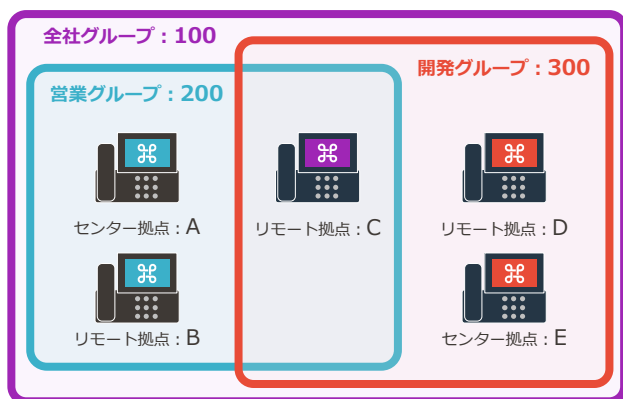 全社グループ：100
開発グループ：300
営業グループ：200
センター拠点：A
リモート拠点：C
リモート拠点：D
リモート拠点：B
センター拠点：E